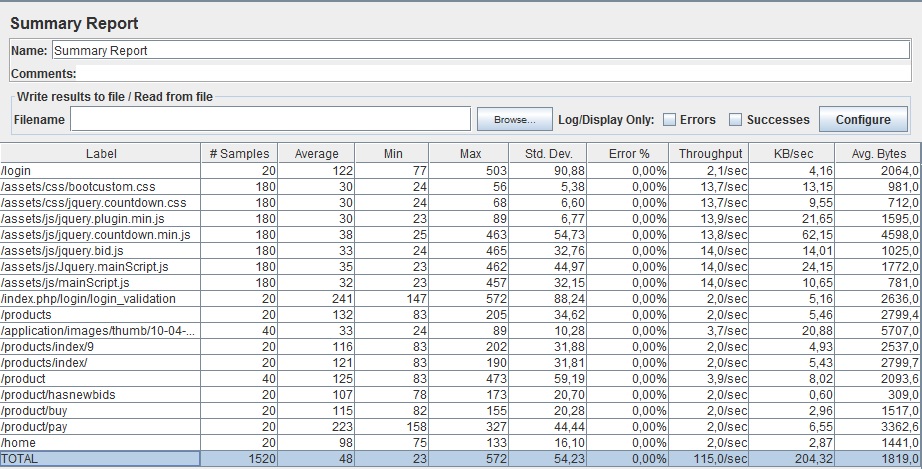 Summary Report
Name: Summary Report
Comments:
Write results to file / Read from file
Filename Browse... Log/Display Only: Errors Successes Configure
Label # Samples Average Min Max Std. Dev. Error % Throughput KB/sec Avg. Bytes
/login 20 122 77 503 90,88 0,00% 2,1/sec 4,16 2064,0
/assets/css/bootcustom.css 180 30 24 56 5,38 0,00% 13,7/sec 13,15 981,0
/assets/css/jquery.countdown.css 180 30 24 68 6,60 0,00% 13,7/sec 9,55 712,0
/assets/js/jquery.plugin.min.js 180 30 23 89 6,77 0,00% 13,9/sec 21,65 1595,0
/assets/js/jquery.countdown.min.js 180 38 25 463 54,73 0,00% 13,8/sec 62,15 4598,0
/assets/js/jquery.bid.js 180 33 24 465 32,76 0,00% 14,0/sec 14,01 1025,0
/assets/js/Jquery.mainScript.js 180 35 23 462 44,97 0,00% 14,0/sec 24,15 1772,0
/assets/js/mainScript.js 180 32 23 457 32,15 0,00% 14,0/sec 10,65 781,0
/index.php/login/login_validation 20 241 147 572 88,24 0,00% 2,0/sec 5,16 2636,0
/products 20 132 83 205 34,62 0,00% 2,0/sec 5,46 2799,4
/application/images/thumb/10-04-... 40 33 24 89 10,28 0,00% 3,7/sec 20,88 5707,0
/products/index/9 20 116 83 202 31,88 0,00% 2,0/sec 4,93 2537,0
/products/index/ 20 121 83 190 31,81 0,00% 2,0/sec 5,43 2799,7
/product 40 125 83 473 59,19 0,00% 3,9/sec 8,02 2093,6
/product/hasnewbids 20 107 78 173 20,70 0,00% 2,0/sec 0,60 309,0
/product/buy 20 115 82 155 20,28 0,00% 2,0/sec 2,96 1517,0
/product/pay 20 223 158 327 44,44 0,00% 2,0/sec 6,55 3362,6
/home 20 98 75 133 16,10 0,00% 2,0/sec 2,87 1441,0
TOTAL 1520 48 23 572 54,23 0,00% 115,0/sec 204,32 1819,0